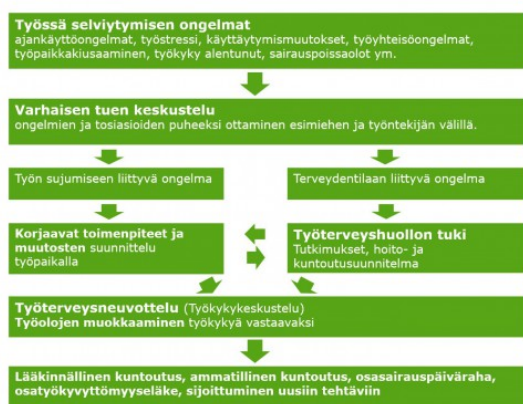 Työssä selviytymisen ongelmat
ajankäyttöongelmat, työstressi, käyttäytymismuutokset, työyhteisöongelmat,
työpaikkakiusaaminen, työkyky alentunut, sairauspoissaolot ym.
Varhaisen tuen keskustelu
ongelmien ja tosiasioiden puheeksi ottaminen esimiehen ja työntekijän välillä.
Työn sujumiseen liittyvä ongelma
Terveydentilaan liittyvä ongelma
Korjaavat toimenpiteet ja
muutosten suunnittelu
työpaikalla
Työterveyshuollon tuki
Tutkimukset, hoito- ja
kuntoutusuunnitelma
Työterveysneuvottelu (Työkykykeskustelu)
Työolojen muokkaaminen työkykyä vastaavaksi
Lääkinnällinen kuntoutus, ammatillinen kuntoutus, osasairauspäiväraha,
osatyökyvyttömyyseläke, sijoittuminen uusiin tehtäviin